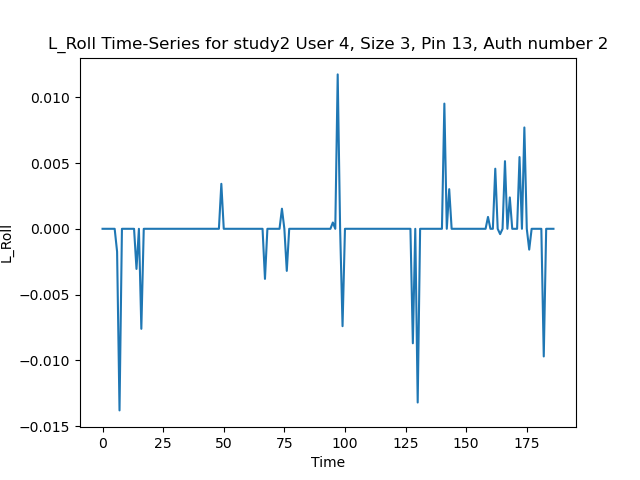 L_Roll Time-Series for study2 User 4, Size 3, Pin 13, Auth number 2
0.010
0.005
0.000
−0.005
−0.010
−0.015
L_Roll
0 25 50 75 100 125 150 175
Time